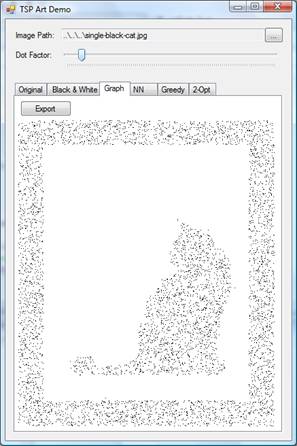 TSP Art Demo
Image Path: ..\..\..\single-black-cat.jpg ...
Dot Factor:
Original Black & White Graph NN Greedy 2-Opt
Export